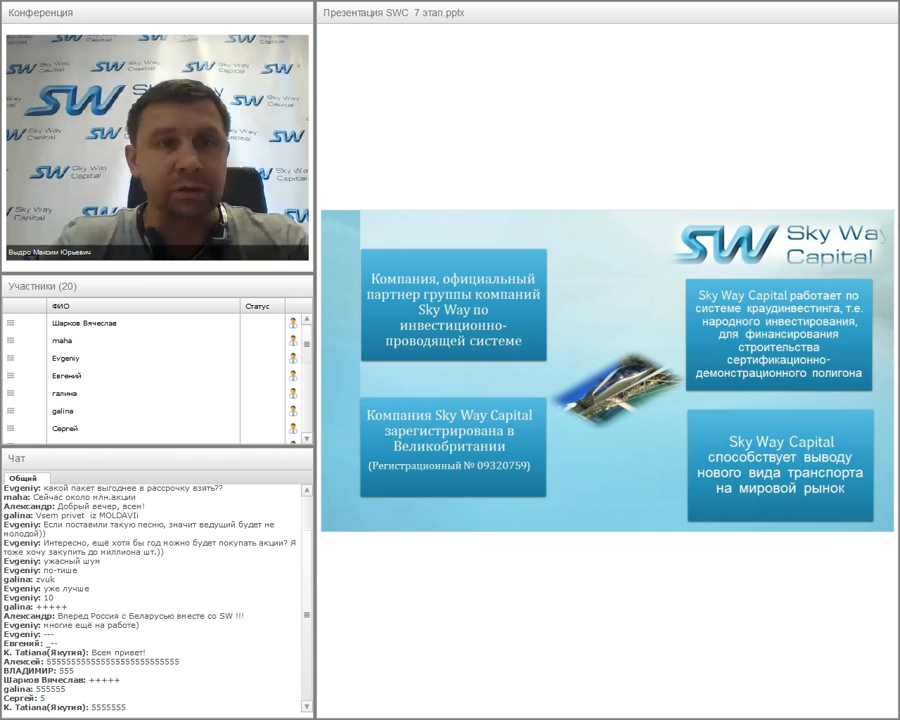 Конференция
Sky Way
Capital
SW
Выдро Максим Юрьевич
Участники (20)
ФИО
Статус
Шарков Вячеслав
maha
Evgeniy
Евгений
галина
galina
Сергей
Чат
Общий
Evgeniy: какой пакет выгоднее в рассрочку взять??
maha: Сейчас около млн.акции
Александр: Добрый вечер, всем!
galina: Vsem privet iz MOLDAVIi
Evgeniy: Если поставили такую песню, значит ведущий будет не
молодой))
Evgeniy: Интересно, ещё хотя бы год можно будет покупать акции? Я
тоже хочу закупить до миллиона шт.))
Evgeniy: ужасный шум
Evgeniy: по-тише
galina: zvuk
Evgeniy: уже лучше
Evgeniy: 10
galina: +++++
Александр: Вперед Россия с Беларусью вместе со SW !!!
Evgeniy: многие ещё на работе)
Evgeniy: ---
Евгений: _--
K. Tatiana(Якутия): Всем привет!
Алексей: 5555555555555555555555555555
ВЛАДИМИР: 555
Шарков Вячеслав: +++++
galina: 555555
Сергей: 5
K. Tatiana(Якутия): 5555555
Презентация SWC 7 этап.pptx
SW Sky Way
Capital
Компания, официальный
партнер группы компаний
Sky Way по
инвестиционно-
проводящей системе
Sky Way Capital работает по
системе краудинвестинга, т.е.
народного инвестирования,
для финансирования
строительства
сертификационно-
демонстрационного полигона
Компания Sky Way Capital
зарегистрирована в
Великобритании
(Регистрационный № 09320759)
Sky Way Capital
способствует выводу
нового вида транспорта
на мировой рынок